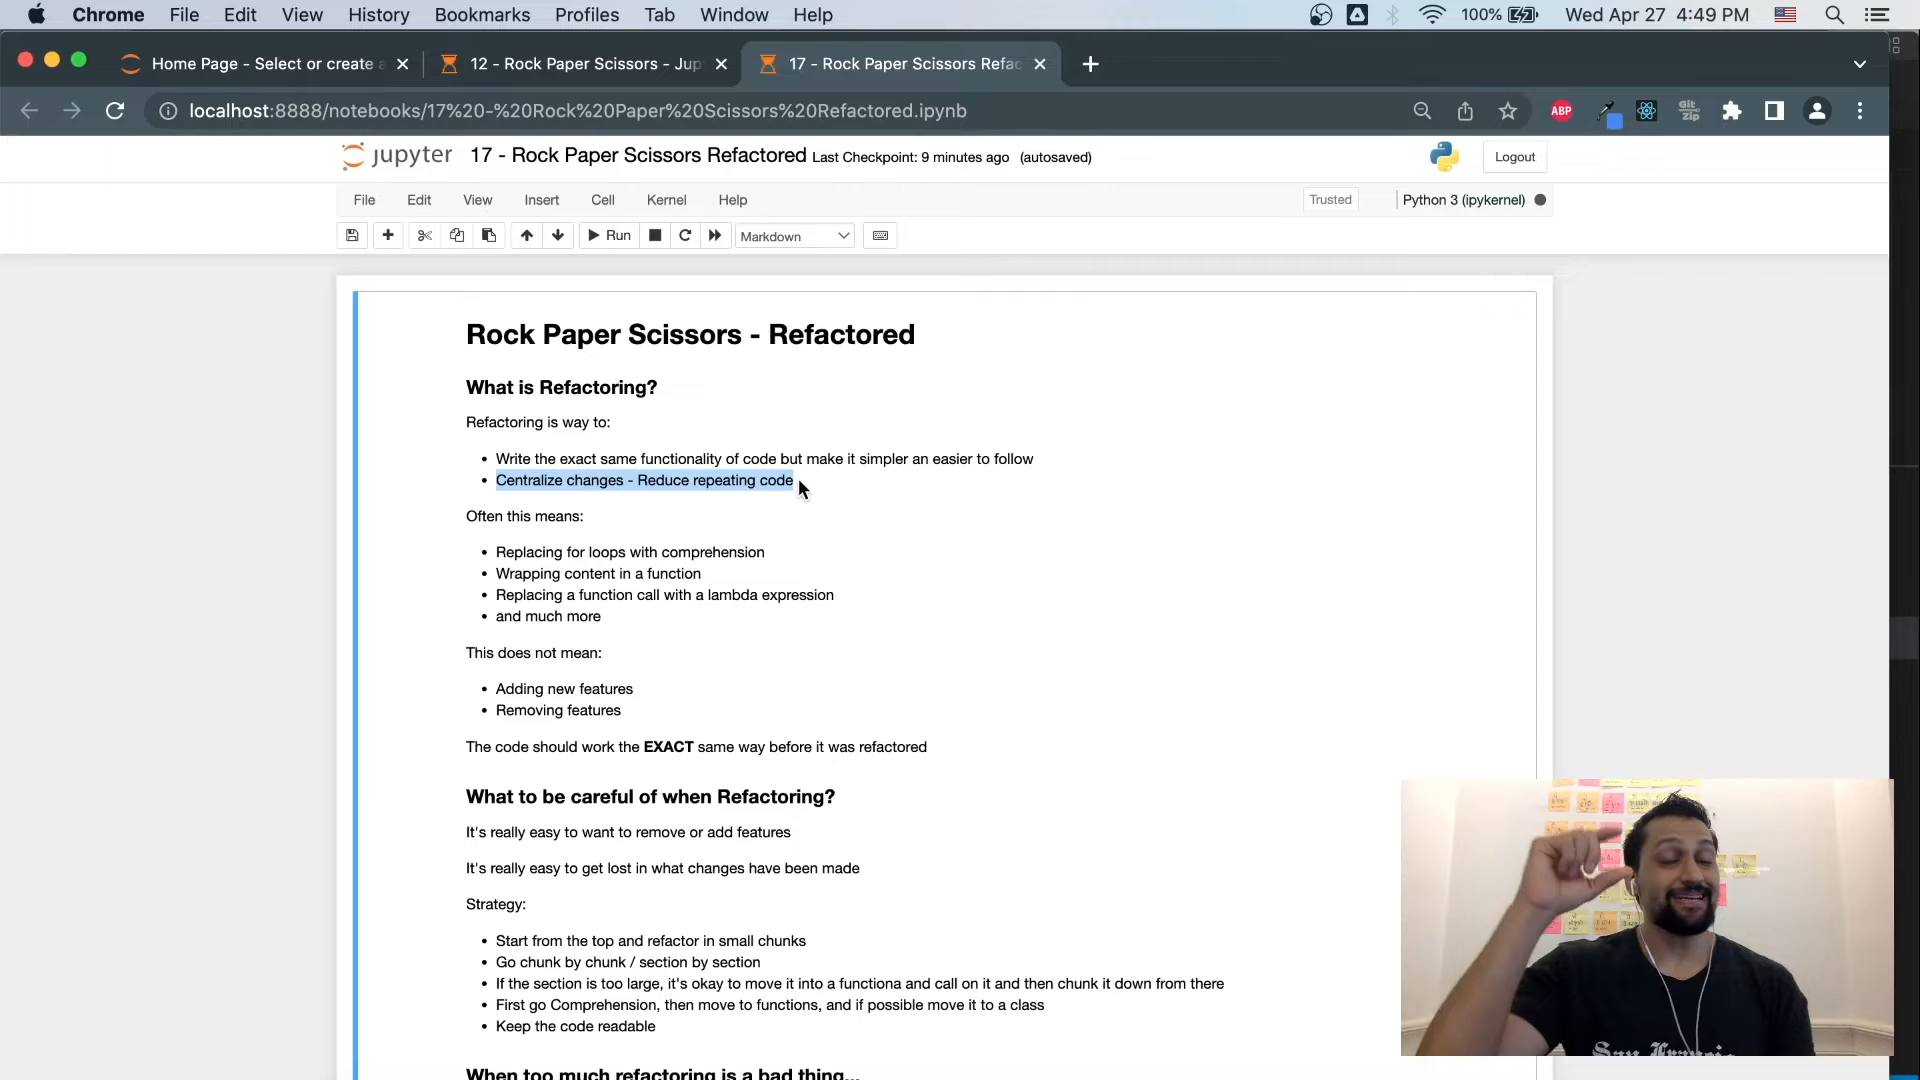 Chrome File Edit View History Bookmarks Profiles Tab Window Help 100% Wed Apr 27 4:49 PM
Home Page - Select or create a 12 - Rock Paper Scissors - Jup 17 - Rock Paper Scissors Refac
localhost:8888/notebooks/17%20-%20Rock%20Paper%20Scissors%20Refactored.ipynb ABP Git Zip
jupyter 17 - Rock Paper Scissors Refactored Last Checkpoint: 9 minutes ago (autosaved) Logout
File Edit View Insert Cell Kernel Help Trusted Python 3 (ipykernel)
Run Markdown
Rock Paper Scissors - Refactored
What is Refactoring?
Refactoring is way to:
• Write the exact same functionality of code but make it simpler an easier to follow
• Centralize changes - Reduce repeating code
Often this means:
• Replacing for loops with comprehension
• Wrapping content in a function
• Replacing a function call with a lambda expression
• and much more
This does not mean:
• Adding new features
• Removing features
The code should work the EXACT same way before it was refactored
What to be careful of when Refactoring?
It's really easy to want to remove or add features
It's really easy to get lost in what changes have been made
Strategy:
• Start from the top and refactor in small chunks
• Go chunk by chunk / section by section
• If the section is too large, it's okay to move it into a functiona and call on it and then chunk it down from there
• First go Comprehension, then move to functions, and if possible move it to a class
• Keep the code readable
When too much refactoring is a bad thing...